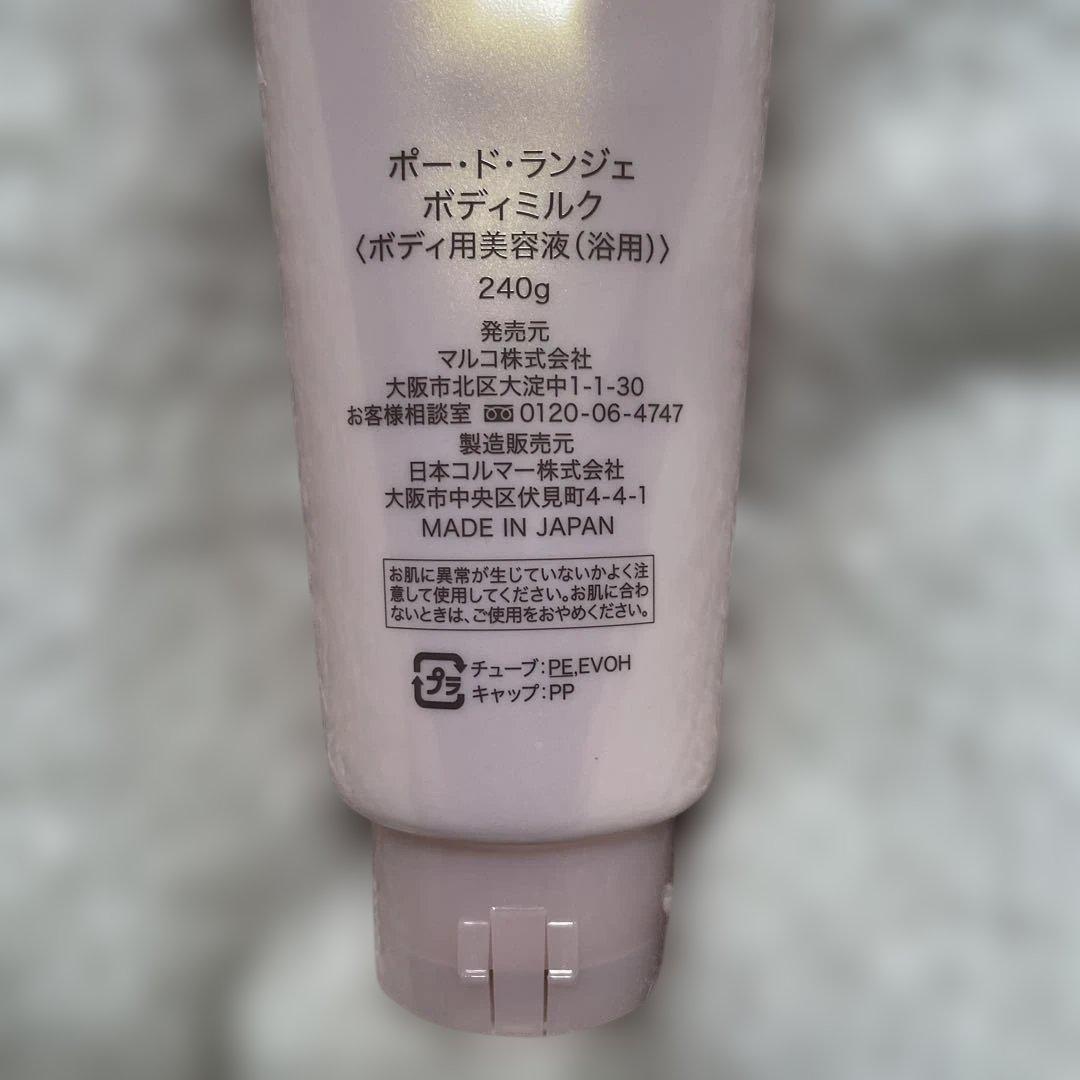 ポー・ド・ランジェ
ボディミルク
〈ボディ用美容液(浴用)〉
240g
発売元
マルコ株式会社
大阪市北区大淀中1-1-30
お客様相談室 0120-06-4747
製造販売元
日本コルマー株式会社
大阪市中央区伏見町4-4-1
MADE IN JAPAN
お肌に異常が生じていないかよく注
意して使用してください。お肌に合わ
ないときは、ご使用をおやめください。
プラ チューブ:PE,EVOH
キャップ:PP